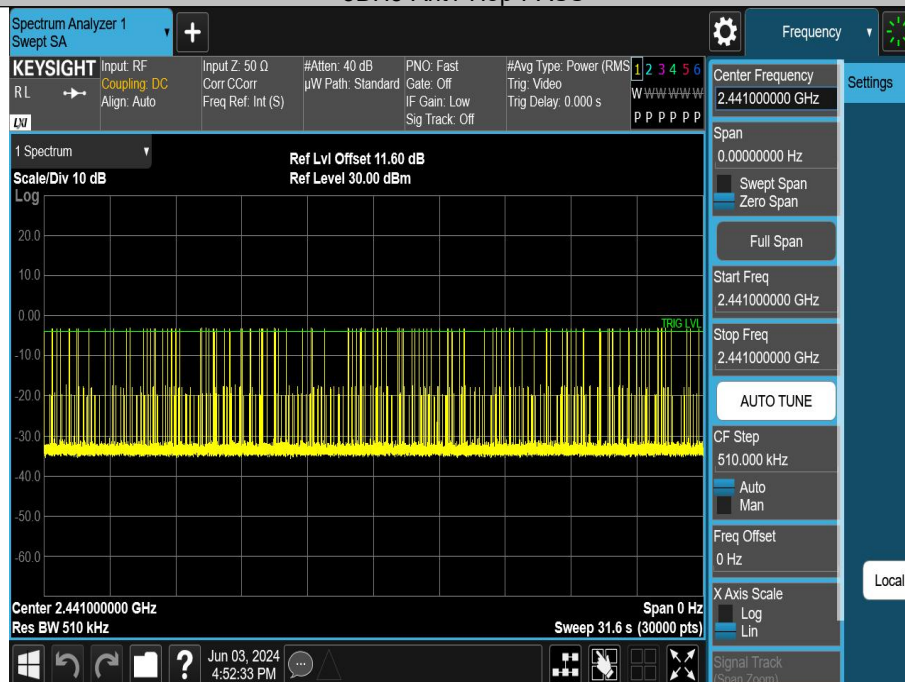 Spectrum Analyzer 1
Swept SA
+
Frequency
KEYSIGHT
RL
LXI
Input: RF
Coupling: DC
Align: Auto
Input Z: 50 Ω
Corr CCorr
Freq Ref: Int (S)
#Atten: 40 dB
µW Path: Standard
PNO: Fast
Gate: Off
IF Gain: Low
Sig Track: Off
#Avg Type: Power (RMS
Trig: Video
Trig Delay: 0.000 s
1 2 3 4 5 6
W W W W W W
P P P P P P
Center Frequency
2.441000000 GHz
Settings
Span
0.00000000 Hz
Swept Span
Zero Span
Full Span
Start Freq
2.441000000 GHz
Stop Freq
2.441000000 GHz
AUTO TUNE
CF Step
510.000 kHz
Auto
Man
Freq Offset
0 Hz
X Axis Scale
Log
Lin
Signal Track
(Span Zoom)
Local
1 Spectrum
Scale/Div 10 dB
Ref Lvl Offset 11.60 dB
Ref Level 30.00 dBm
Log
20.0
10.0
0.00
TRIG LVL
-10.0
-20.0
-30.0
-40.0
-50.0
-60.0
Center 2.441000000 GHz
Span 0 Hz
Res BW 510 kHz
Sweep 31.6 s (30000 pts)
?
Jun 03, 2024
4:52:33 PM